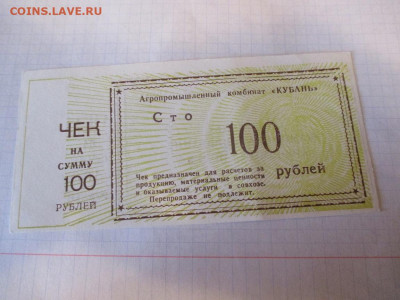 COINS.LAVE.RU
ЧЕК
НА
СУММУ
100
РУБЛЕЙ
Агропромышленный комбинат «КУБАНЬ»
Сто
100
рублей
Чек предназначен для расчетов за
продукцию, материальные ценности
и оказываемые услуги в совхозе.
Перепродаже не подлежит.